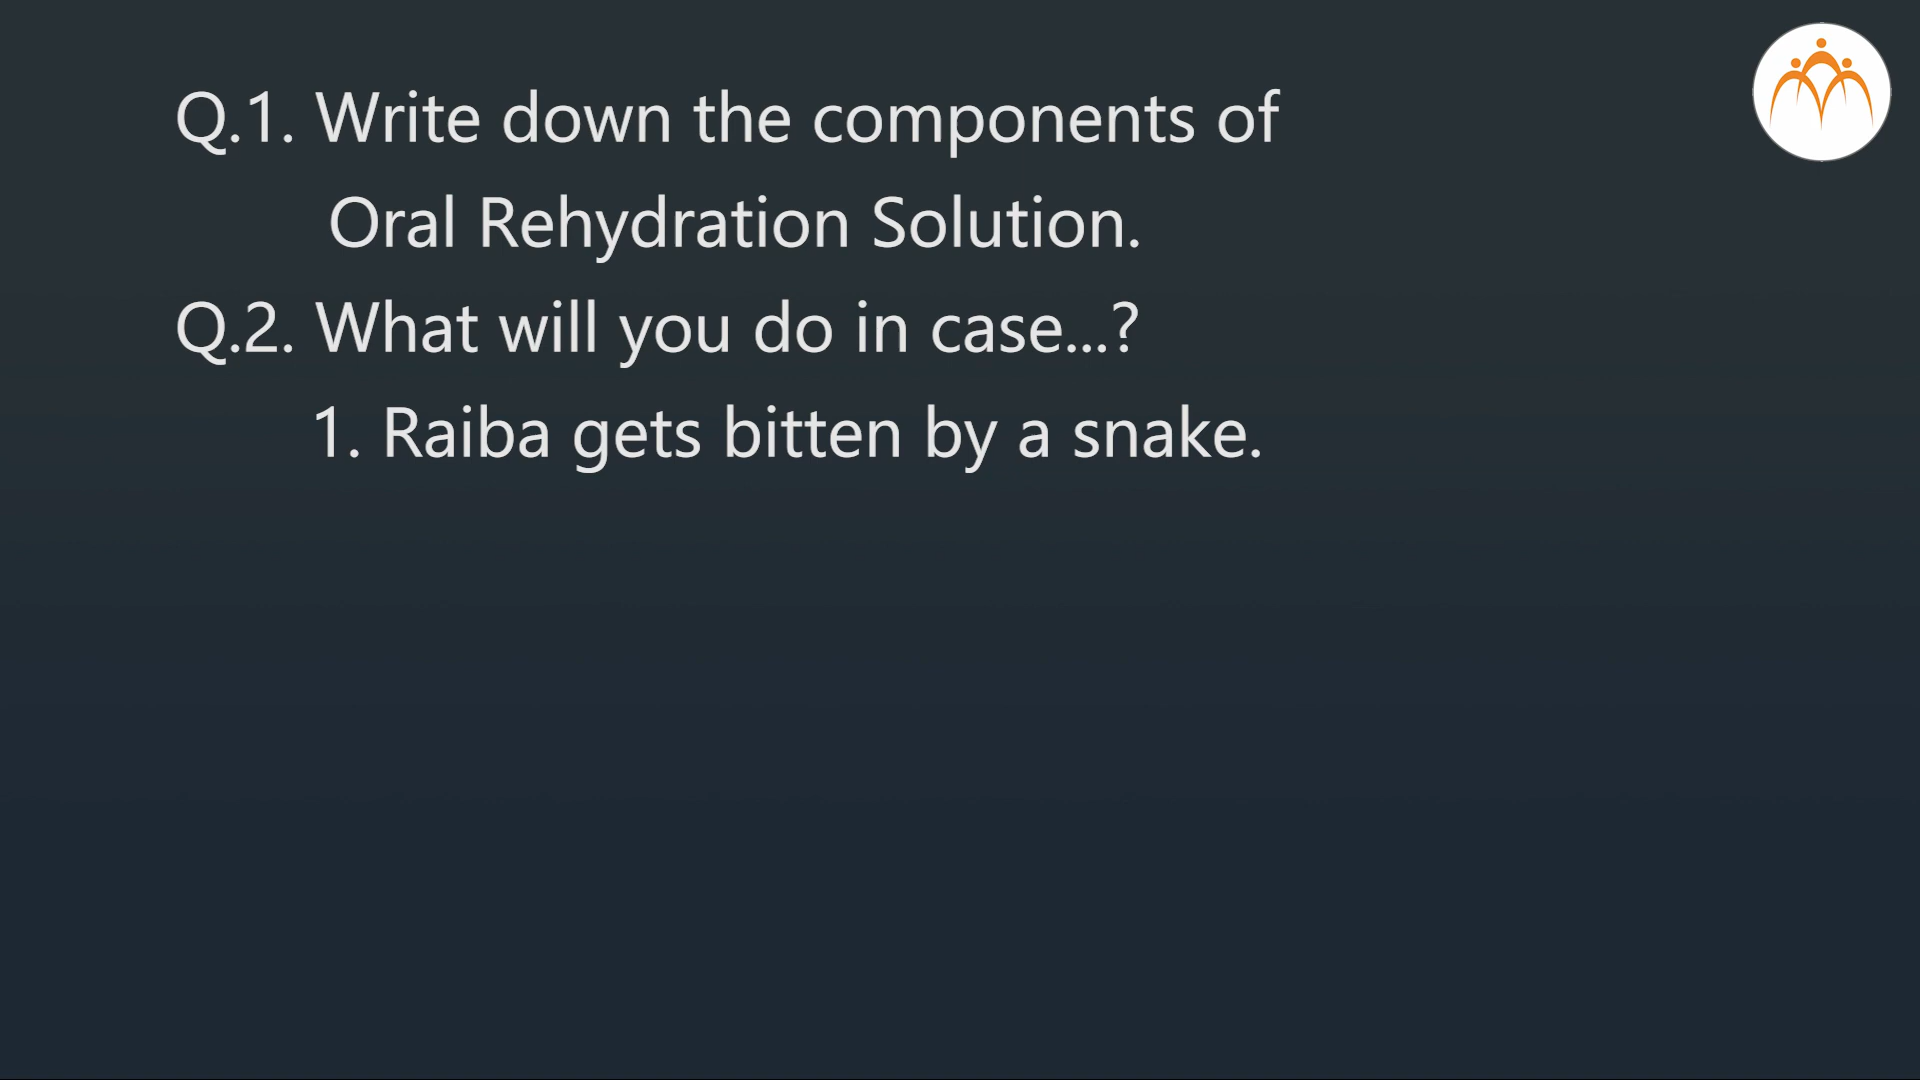 Q.1. Write down the components of
Oral Rehydration Solution.
Q.2. What will you do in case...?
1. Raiba gets bitten by a snake.